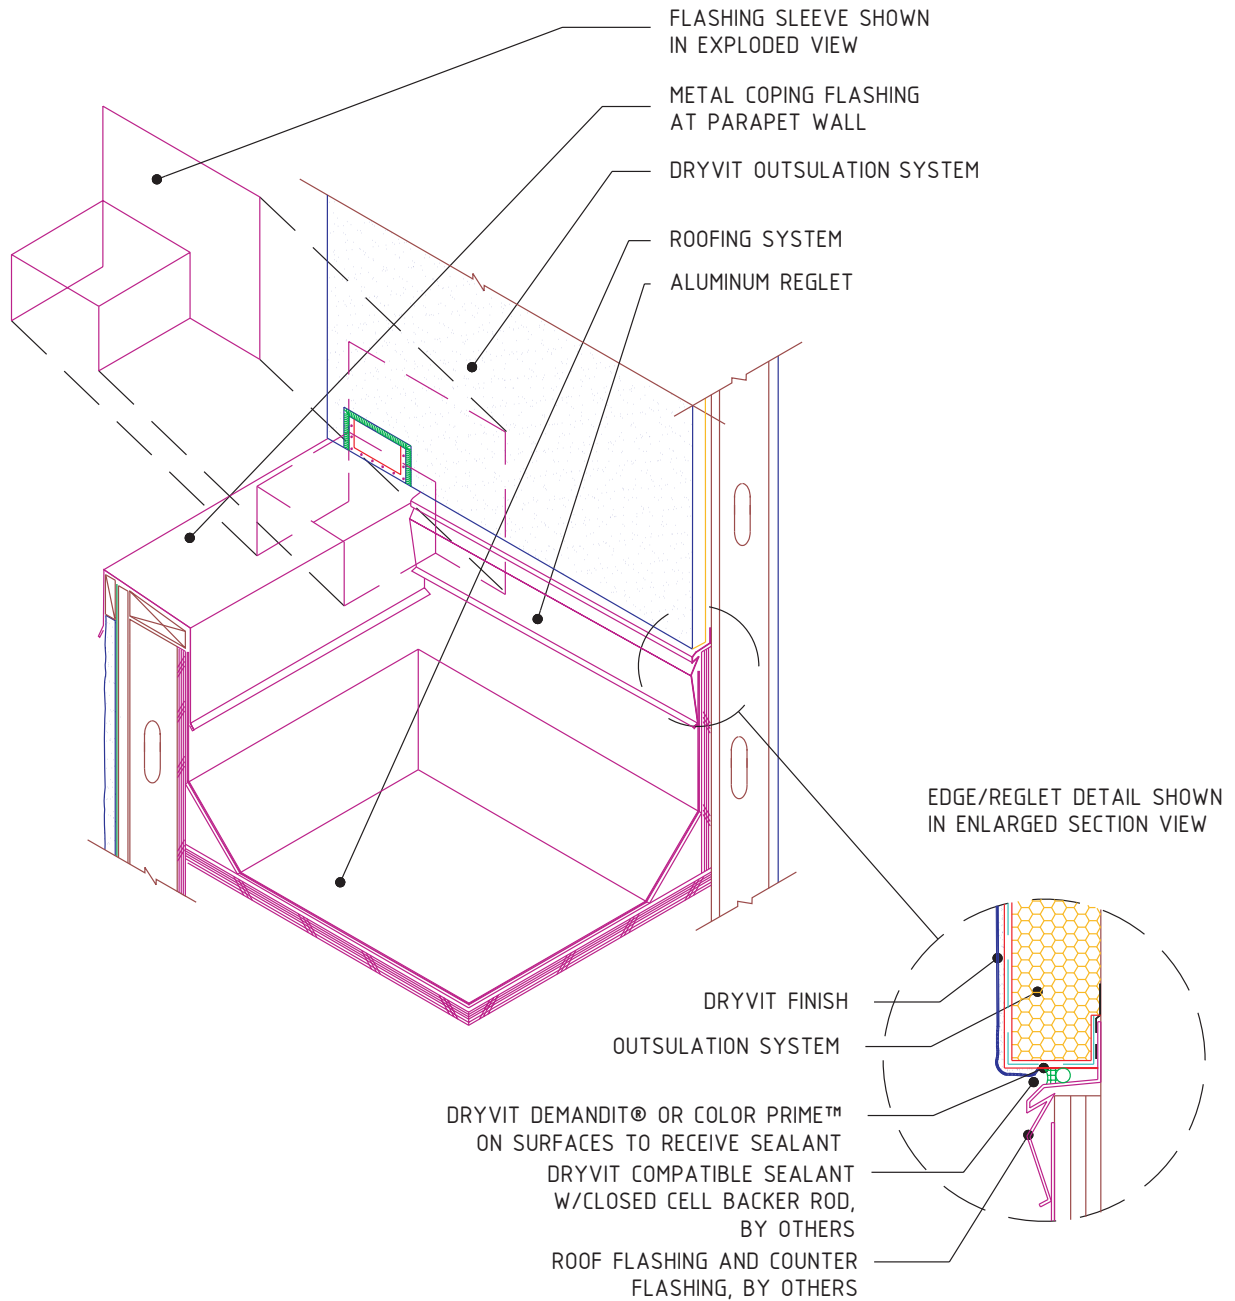 FLASHING SLEEVE SHOWN
IN EXPLODED VIEW
METAL COPING FLASHING
AT PARAPET WALL
DRYVIT OUTSULATION SYSTEM
ROOFING SYSTEM
ALUMINUM REGLET
EDGE/REGLET DETAIL SHOWN
IN ENLARGED SECTION VIEW
DRYVIT FINISH
OUTSULATION SYSTEM
DRYVIT DEMANDIT® OR COLOR PRIME™
ON SURFACES TO RECEIVE SEALANT
DRYVIT COMPATIBLE SEALANT
W/CLOSED CELL BACKER ROD,
BY OTHERS
ROOF FLASHING AND COUNTER
FLASHING, BY OTHERS